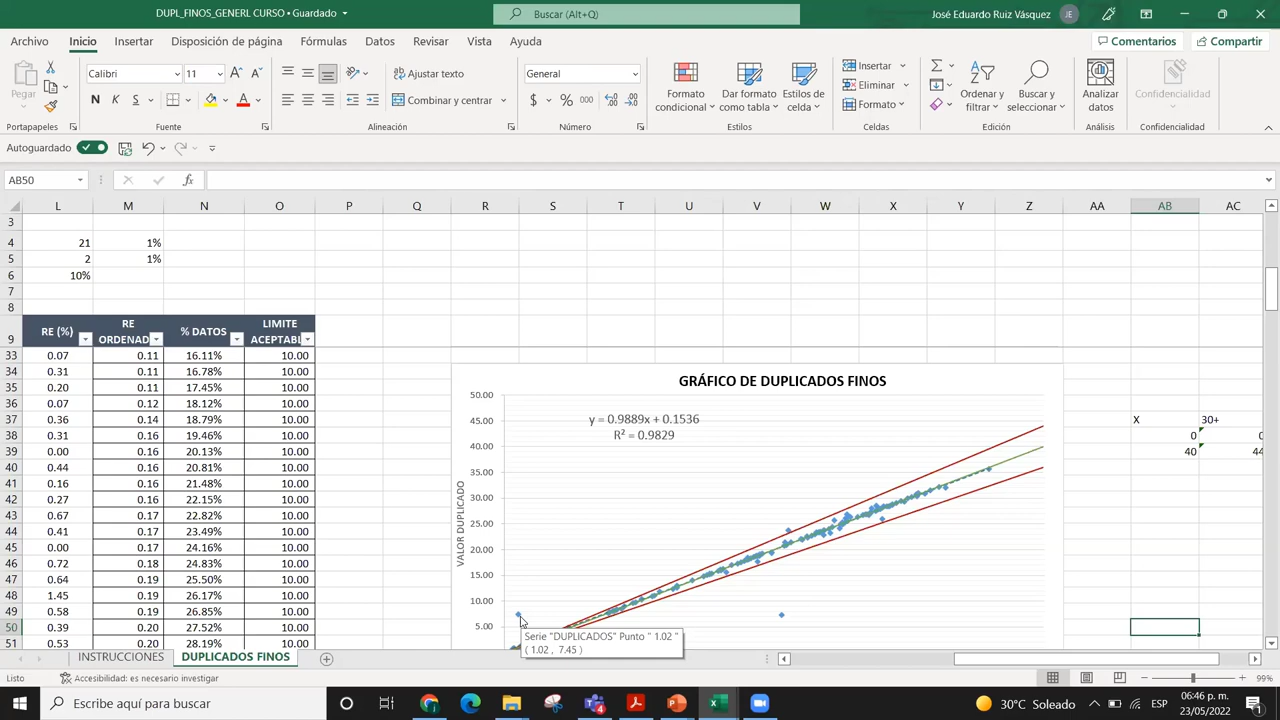 DUPL_FINOS_GENERL CURSO • Guardado
Buscar (Alt+Q)
José Eduardo Ruiz Vásquez JE
Archivo Inicio Insertar Disposición de página Fórmulas Datos Revisar Vista Ayuda
Comentarios Compartir
Pegar
Calibri 11
N K S
Ajustar texto
Combinar y centrar
General
$ % 000
Formato condicional
Dar formato como tabla
Estilos de celda
Insertar
Eliminar
Formato
Ordenar y filtrar
Buscar y seleccionar
Analizar datos
Confidencialidad
Portapapeles Fuente Alineación Número Estilos Celdas Edición Análisis Confidencialidad
Autoguardado
AB50 fx
L M N O P Q R S T U V W X Y Z AA AB AC
3
4 21 1%
5 2 1%
6 10%
7
8
9 RE (%) RE ORDENAD % DATOS LIMITE ACEPTABL
33 0.07 0.11 16.11% 10.00
34 0.31 0.11 16.78% 10.00
35 0.20 0.11 17.45% 10.00
36 0.07 0.12 18.12% 10.00
37 0.36 0.14 18.79% 10.00
38 0.31 0.16 19.46% 10.00
39 0.00 0.16 20.13% 10.00
40 0.44 0.16 20.81% 10.00
41 0.16 0.16 21.48% 10.00
42 0.27 0.16 22.15% 10.00
43 0.67 0.17 22.82% 10.00
44 0.41 0.17 23.49% 10.00
45 0.00 0.17 24.16% 10.00
46 0.72 0.18 24.83% 10.00
47 0.64 0.19 25.50% 10.00
48 1.45 0.19 26.17% 10.00
49 0.58 0.19 26.85% 10.00
50 0.39 0.20 27.52% 10.00
51 0.53 0.20 28.19% 10.00
GRÁFICO DE DUPLICADOS FINOS
y = 0.9889x + 0.1536
R² = 0.9829
VALOR DUPLICADO
50.00
45.00
40.00
35.00
30.00
25.00
20.00
15.00
10.00
5.00
Serie "DUPLICADOS" Punto " 1.02 "
( 1.02 , 7.45 )
X 30+
0 0
40 44
INSTRUCCIONES DUPLICADOS FINOS
Listo Accesibilidad: es necesario investigar
99%
Escribe aquí para buscar
30°C Soleado
ESP
06:46 p. m.
23/05/2022